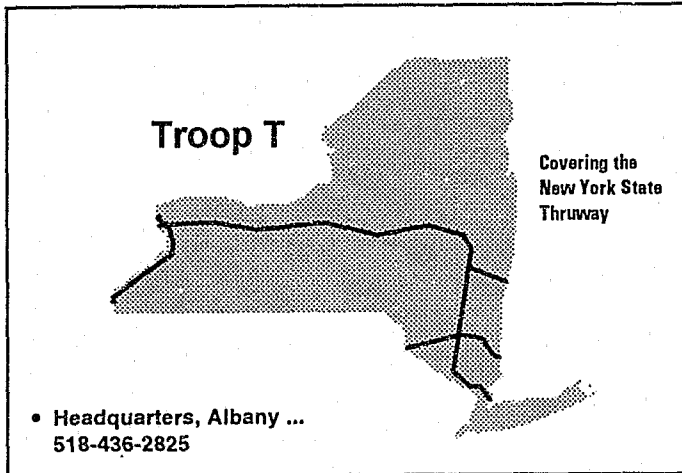 Troop T
Covering the
New York State
Thruway
• Headquarters, Albany ...
518-436-2825